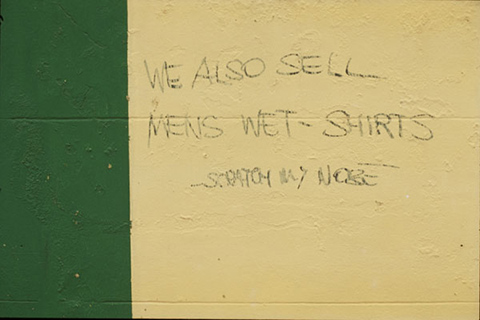 WE ALSO SELL
MENS WET-SHIRTS
SCRATCH MY NOSE